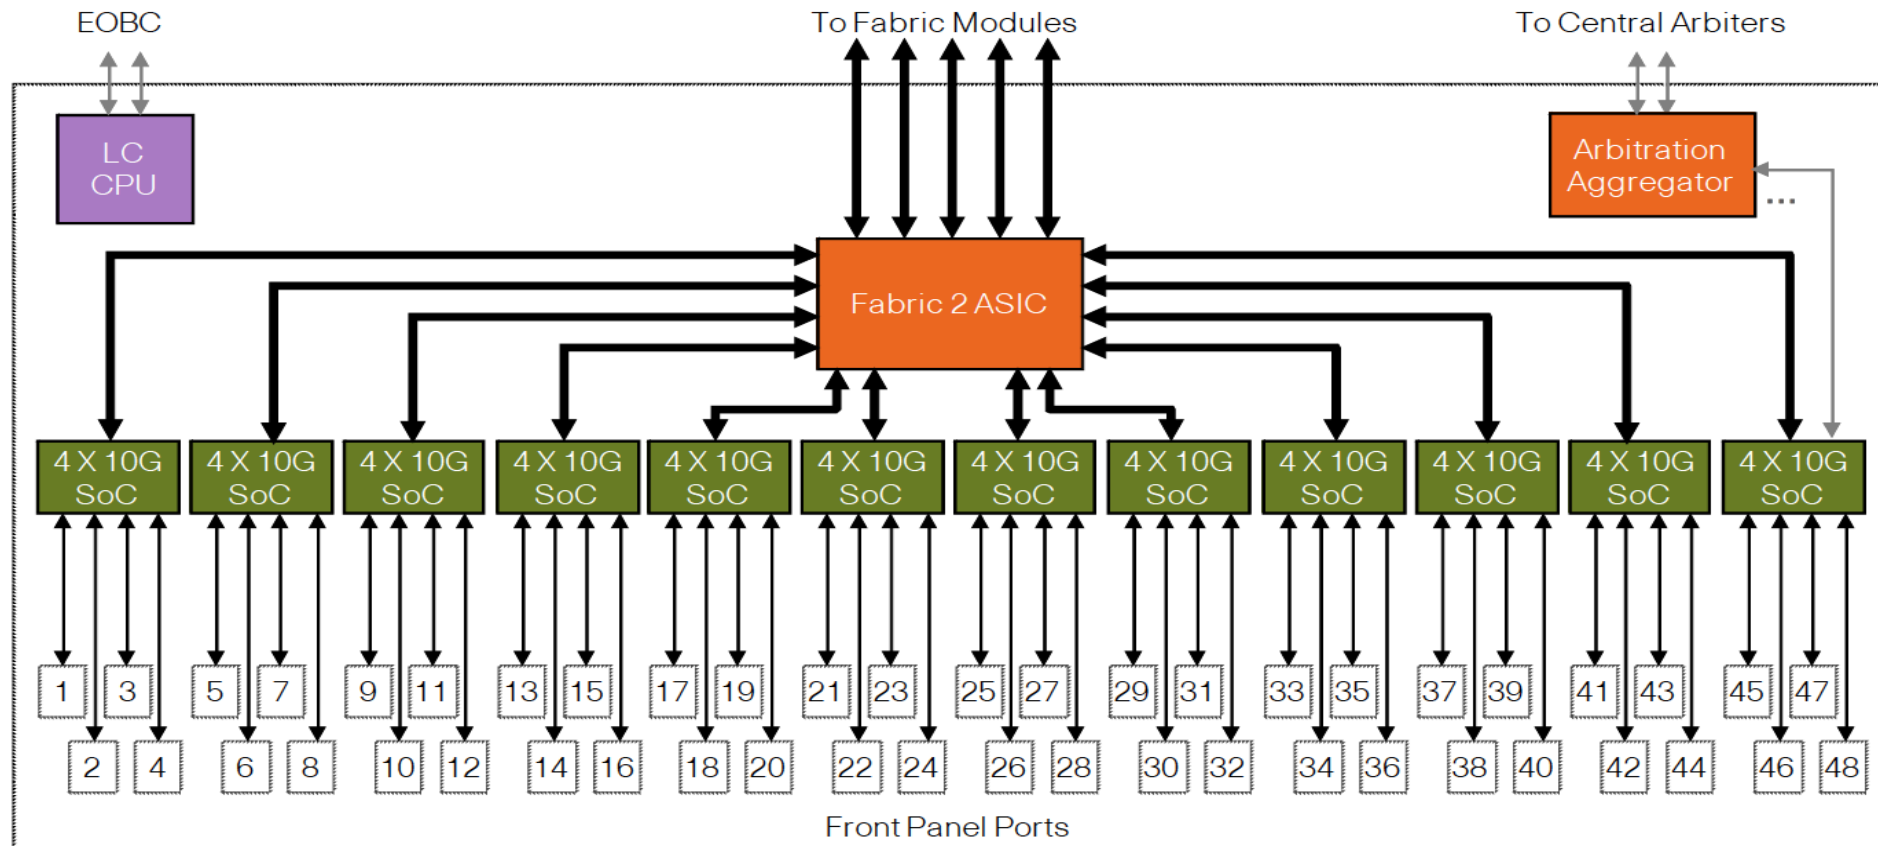 EOBC
To Fabric Modules
To Central Arbiters
LC
CPU
Arbitration
Aggregator
...
Fabric 2 ASIC
4 X 10G
SoC
4 X 10G
SoC
4 X 10G
SoC
4 X 10G
SoC
4 X 10G
SoC
4 X 10G
SoC
4 X 10G
SoC
4 X 10G
SoC
4 X 10G
SoC
4 X 10G
SoC
4 X 10G
SoC
4 X 10G
SoC
1 3 5 7 9 11 13 15 17 19 21 23 25 27 29 31 33 35 37 39 41 43 45 47
2 4 6 8 10 12 14 16 18 20 22 24 26 28 30 32 34 36 38 40 42 44 46 48
Front Panel Ports